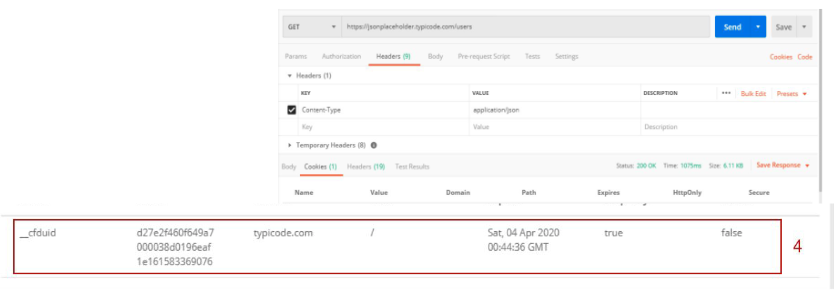 GET https://jsonplaceholder.typicode.com/users Send Save
Params Authorization Headers (9) Body Pre-request Script Tests Settings Cookies Code
Headers (1)
KEY VALUE DESCRIPTION ••• Bulk Edit Presets
Content-Type application/json
Key Value Description
Temporary Headers (8)
Body Cookies (1) Headers (19) Test Results Status: 200 OK Time: 1075ms Size: 6.11 KB Save Response
Name Value Domain Path Expires HttpOnly Secure
__cfduid d27e2f460f649a7 typicode.com / Sat, 04 Apr 2020 true false
000038d0196eaf 00:44:36 GMT 4
1e161583369076